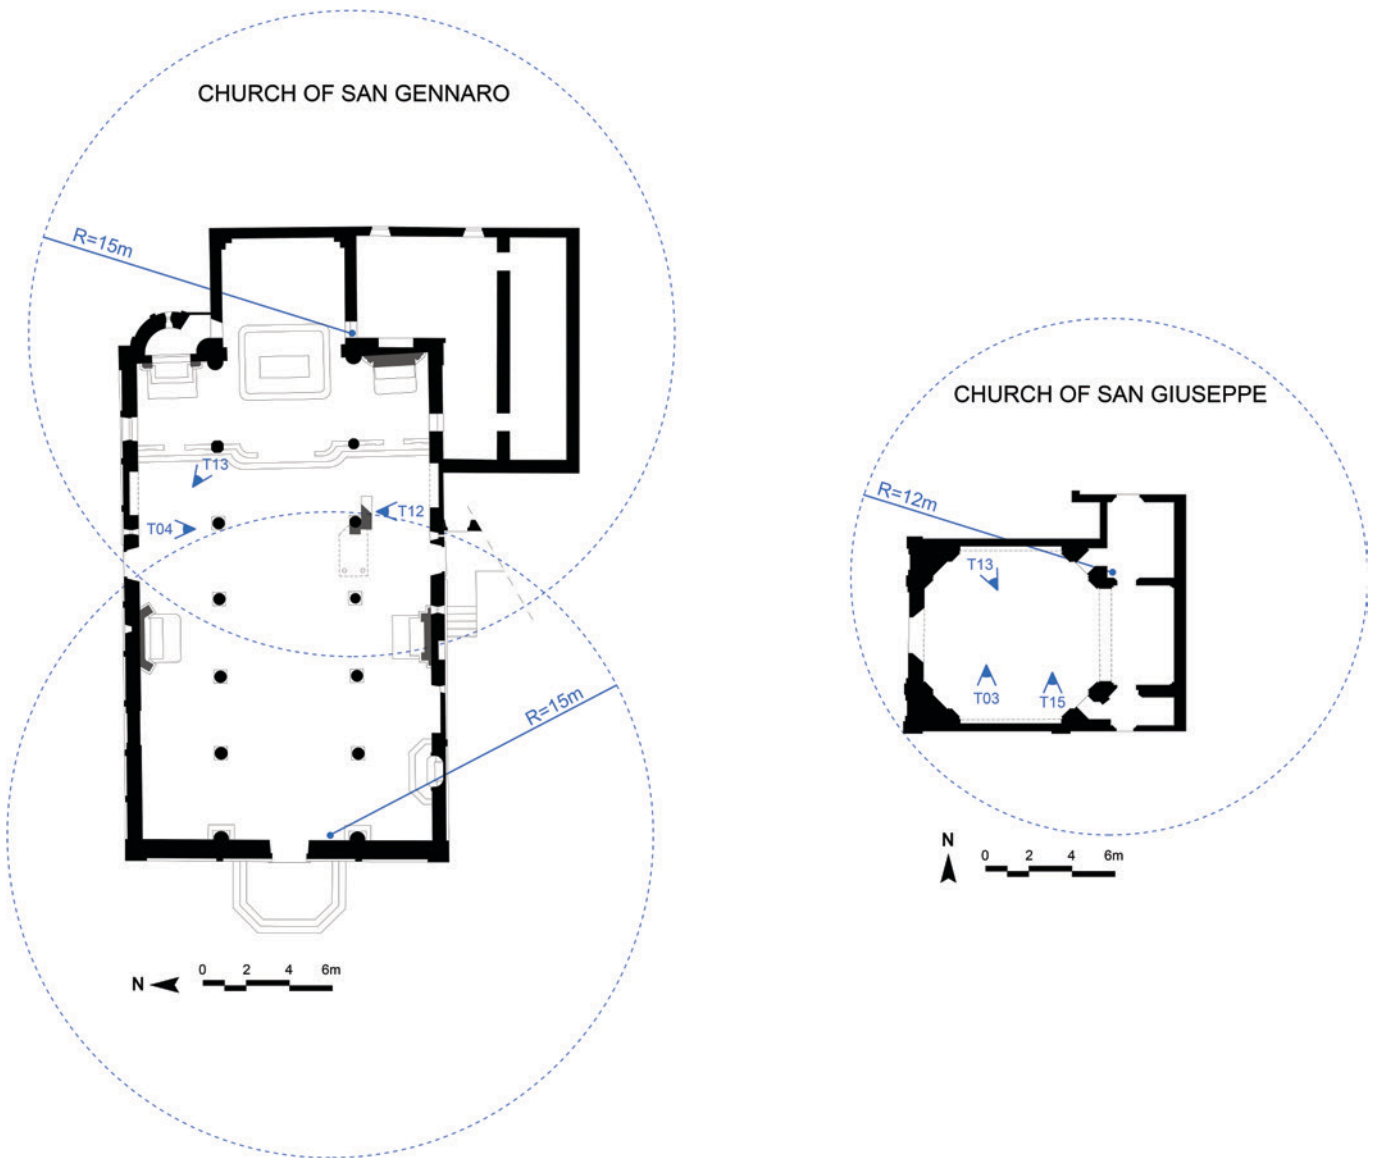 CHURCH OF SAN GENNARO
R=15m
T13
T04
T12
R=15m
N
0 2 4 6m
CHURCH OF SAN GIUSEPPE
R=12m
T13
T03
T15
N
0 2 4 6m